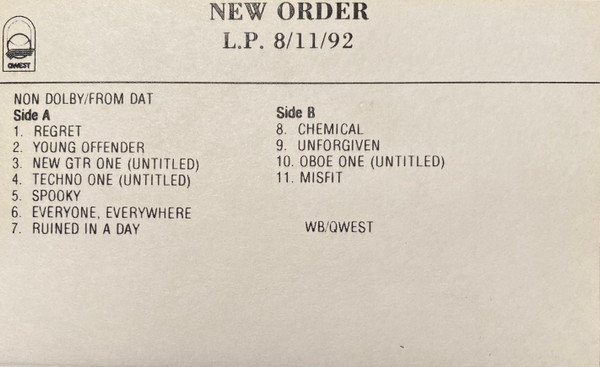 NEW ORDER
L.P. 8/11/92
QWEST
NON DOLBY/FROM DAT
Side A
1. REGRET
2. YOUNG OFFENDER
3. NEW GTR ONE (UNTITLED)
4. TECHNO ONE (UNTITLED)
5. SPOOKY
6. EVERYONE, EVERYWHERE
7. RUINED IN A DAY
Side B
8. CHEMICAL
9. UNFORGIVEN
10. OBOE ONE (UNTITLED)
11. MISFIT
WB/QWEST